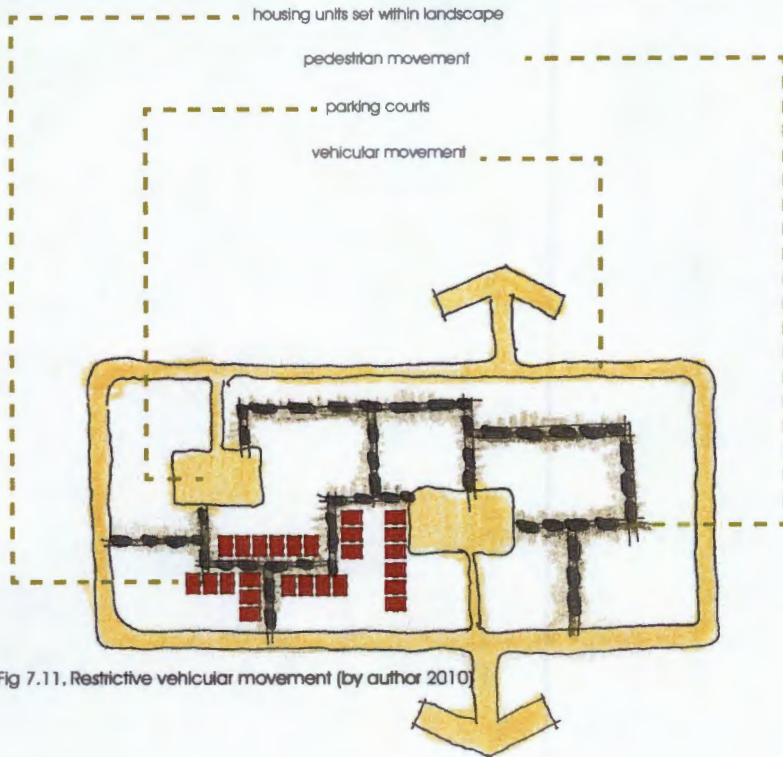 housing units set within landscape
pedestrian movement
parking courts
vehicular movement
Fig 7.11. Restrictive vehicular movement (by author 2010)